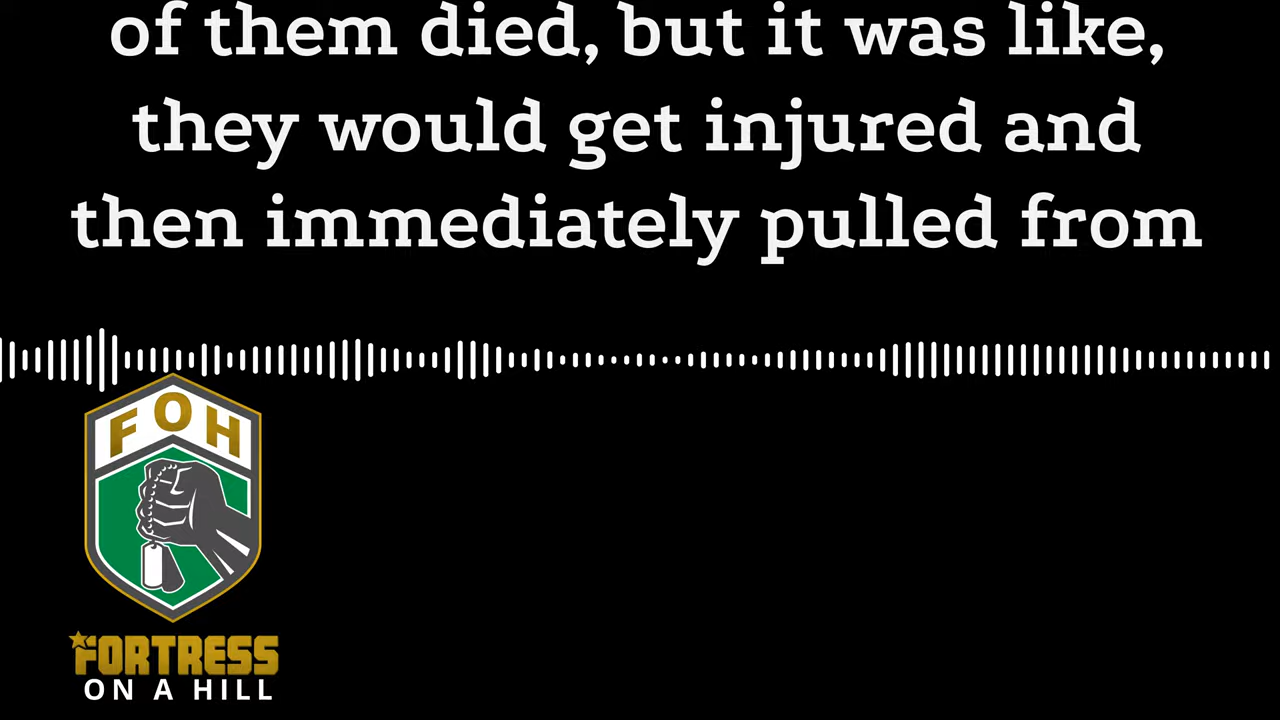 of them died, but it was like,
they would get injured and
then immediately pulled from
FOH
FORTRESS
ON A HILL